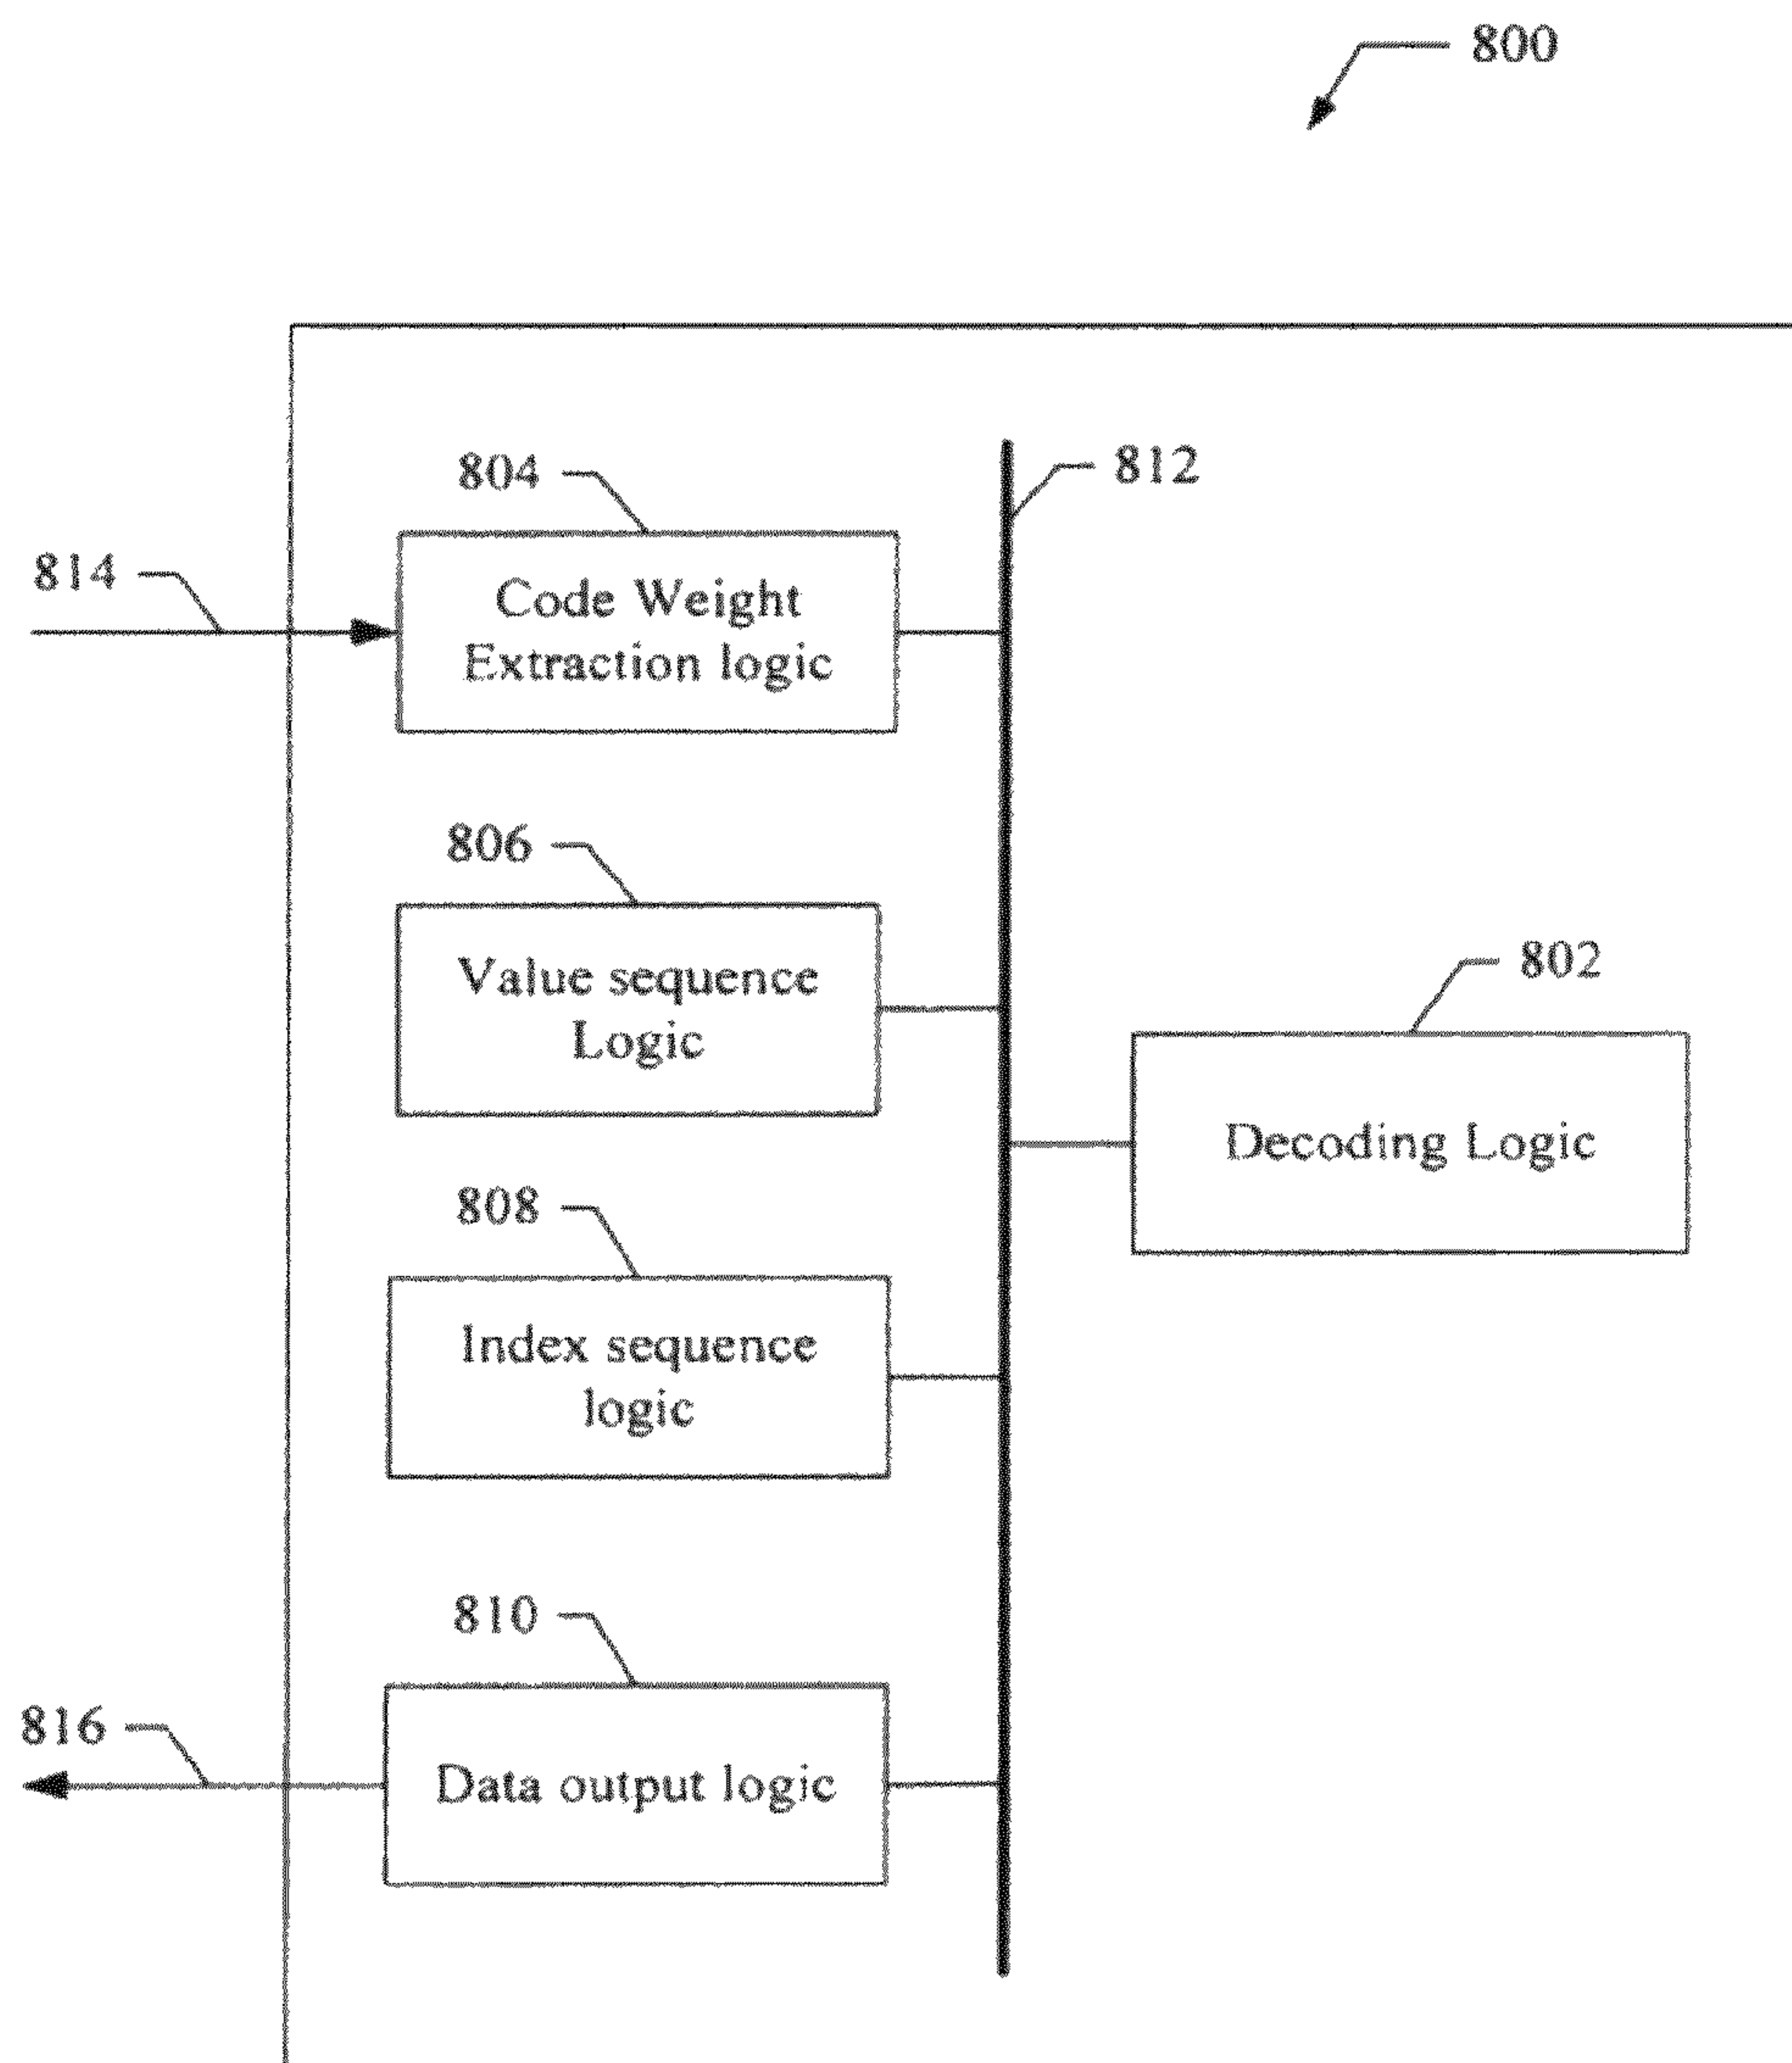 800
804
812
814
Code Weight
Extraction logic
806
Value sequence
Logic
802
Decoding Logic
808
Index sequence
logic
810
816
Data output logic